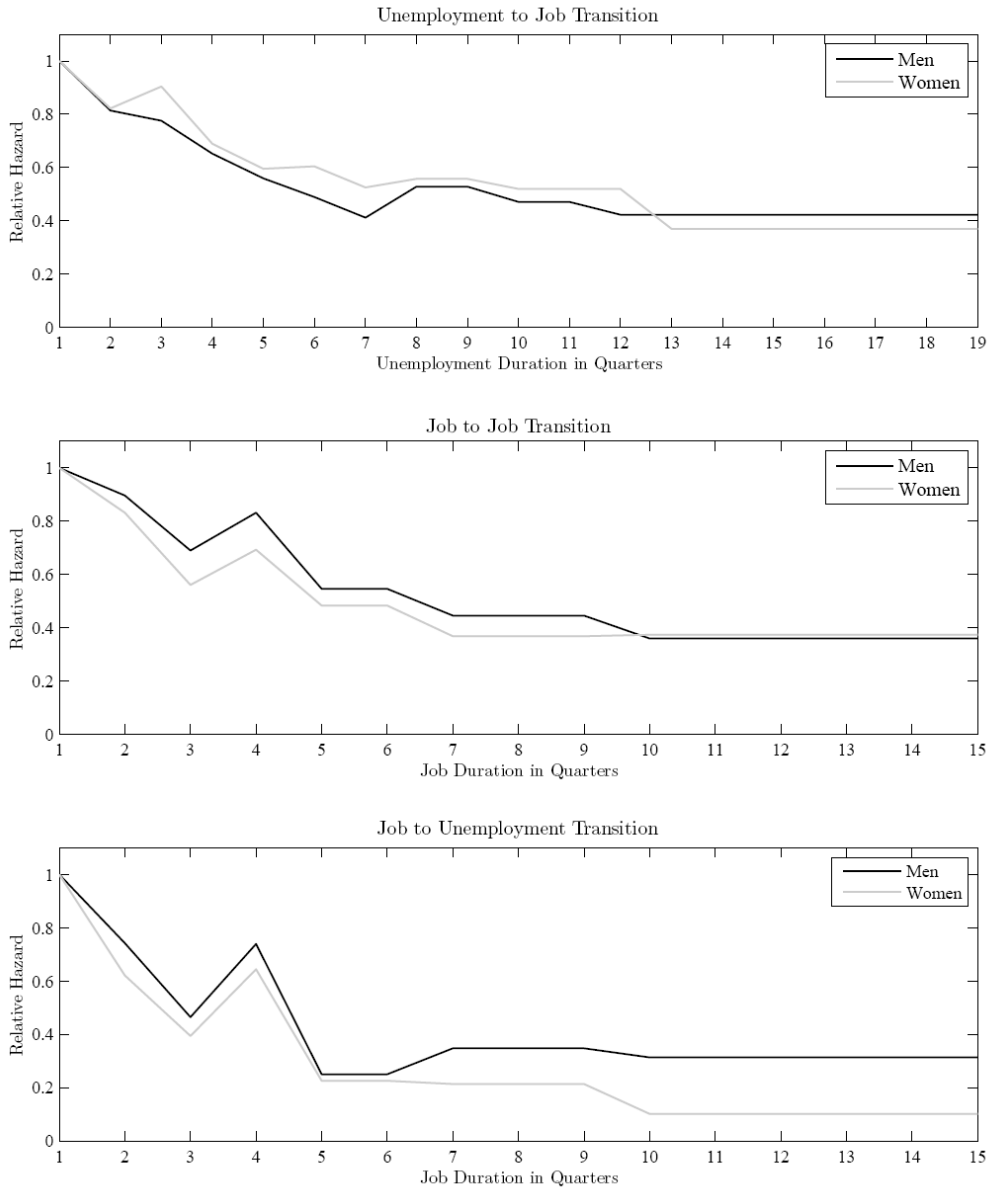 Unemployment to Job Transition
1
0.8
0.6
0.4
0.2
0
Relative Hazard
Men
Women
1 2 3 4 5 6 7 8 9 10 11 12 13 14 15 16 17 18 19
Unemployment Duration in Quarters
Job to Job Transition
1
0.8
0.6
0.4
0.2
0
Relative Hazard
Men
Women
1 2 3 4 5 6 7 8 9 10 11 12 13 14 15
Job Duration in Quarters
Job to Unemployment Transition
1
0.8
0.6
0.4
0.2
0
Relative Hazard
Men
Women
1 2 3 4 5 6 7 8 9 10 11 12 13 14 15
Job Duration in Quarters